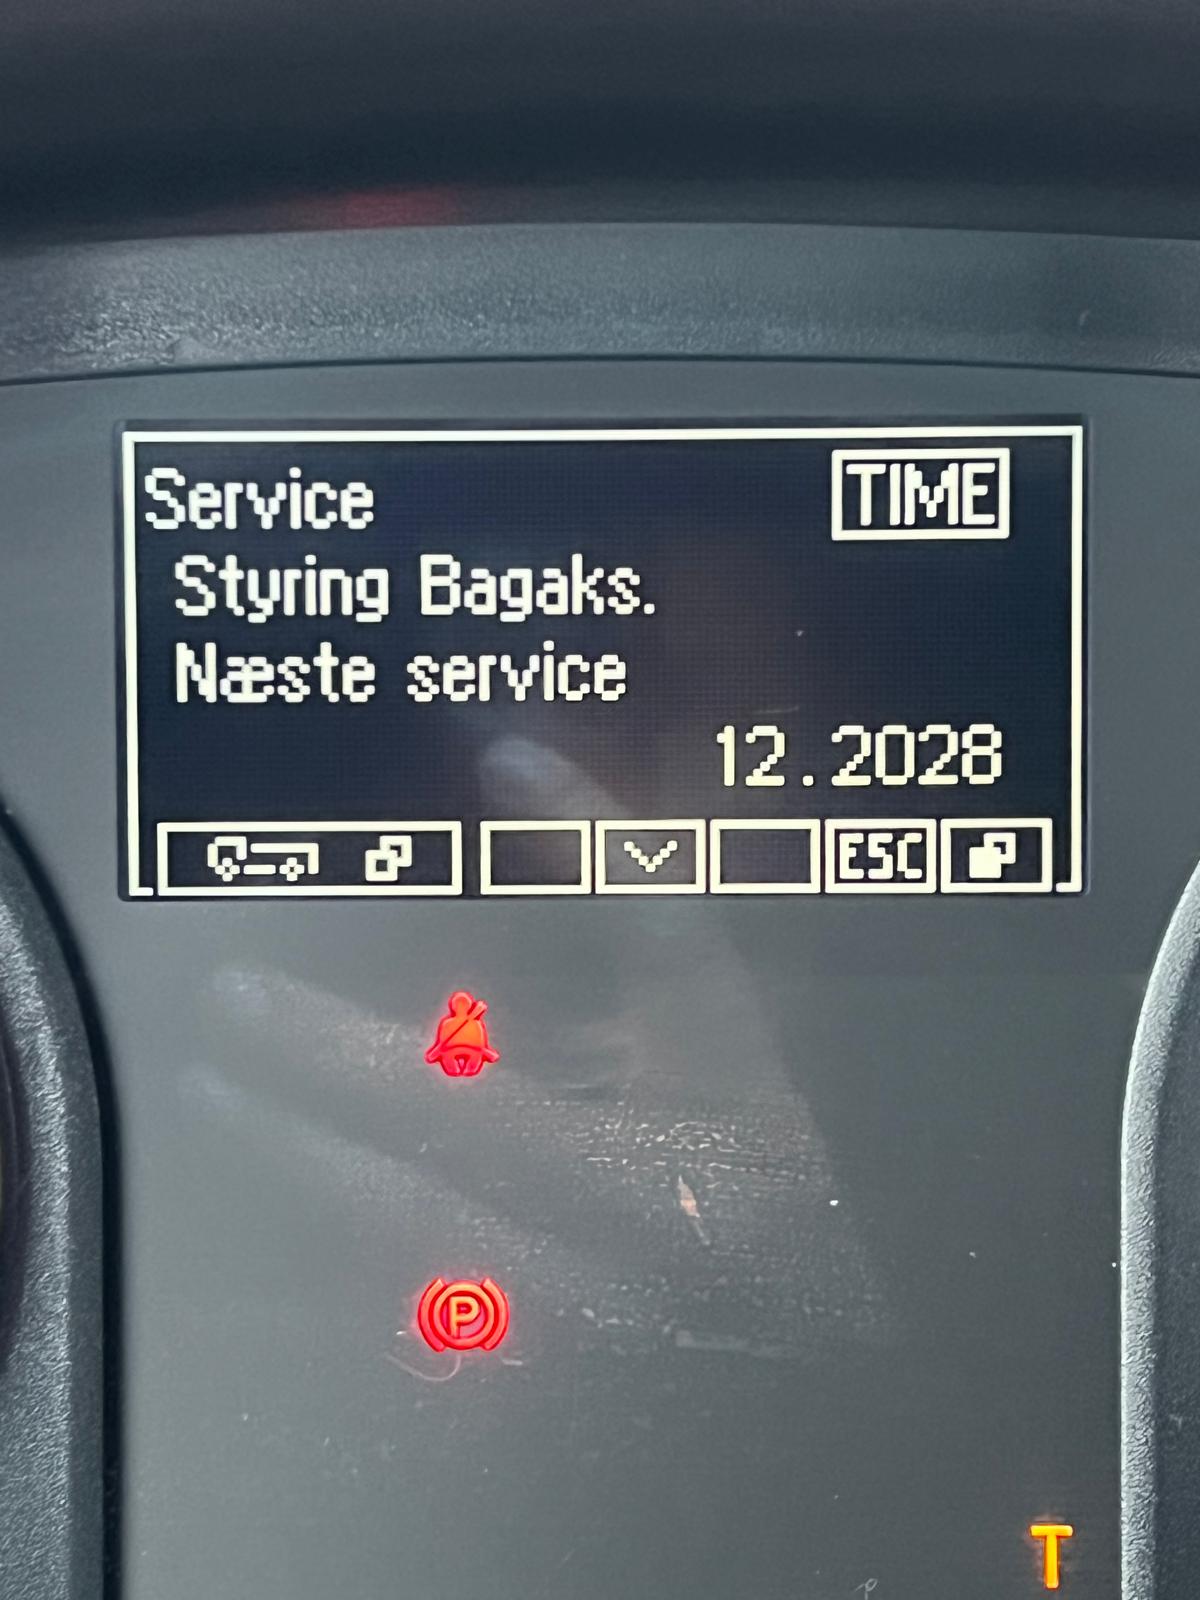 Service TIME
Styring Bagaks.
Næste service
12.2028
ESC
P
T